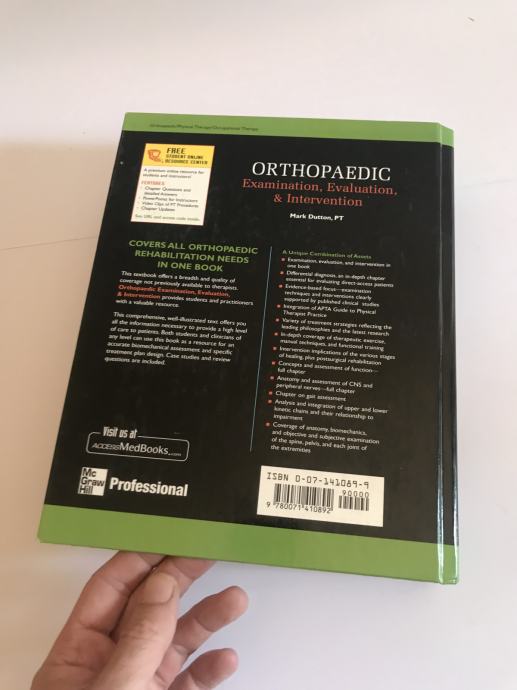 Orthopaedic/Physical Therapy/Occupational Therapy
FREE
STUDENT ONLINE
RESOURCE CENTER
A premium online resource for
students and instructors!
FEATURES:
- Chapter Questions and
detailed Answers
- PowerPoints for Instructors
- Video Clips of PT Procedures
- Chapter Updates
See URL and access code inside.
ORTHOPAEDIC
Examination, Evaluation,
& Intervention
Mark Dutton, PT
COVERS ALL ORTHOPAEDIC
REHABILITATION NEEDS
IN ONE BOOK
This textbook offers a breadth and quality of
coverage not previously available to therapists.
Orthopaedic Examination, Evaluation,
& Intervention provides students and practitioners
with a valuable resource.
This comprehensive, well-illustrated text offers you
all the information necessary to provide a high level
of care to patients. Both students and clinicians of
any level can use this book as a resource for an
accurate biomechanical assessment and specific
treatment plan design. Case studies and review
questions are included.
A Unique Combination of Assets
Examination, evaluation, and intervention in
one book
Differential diagnosis, an in-depth chapter
essential for evaluating direct-access patients
Evidence-based focus—examination
techniques and interventions clearly
supported by published clinical studies
Integration of APTA Guide to Physical
Therapist Practice
Variety of treatment strategies reflecting the
leading philosophies and the latest research
In-depth coverage of therapeutic exercise,
manual techniques, and functional training
Intervention implications of the various stages
of healing, plus postsurgical rehabilitation
Concepts and assessment of function—
full chapter
Anatomy and assessment of CNS and
peripheral nerves—full chapter
Chapter on gait assessment
Analysis and integration of upper and lower
kinetic chains and their relationship to
impairment
Coverage of anatomy, biomechanics,
and objective and subjective examination
of the spine, pelvis, and each joint of
the extremities
Visit us at
ACCESSMedBooks.com
Mc
Graw
Hill
Professional
ISBN 0-07-141089-9
90000
9 780071 410892